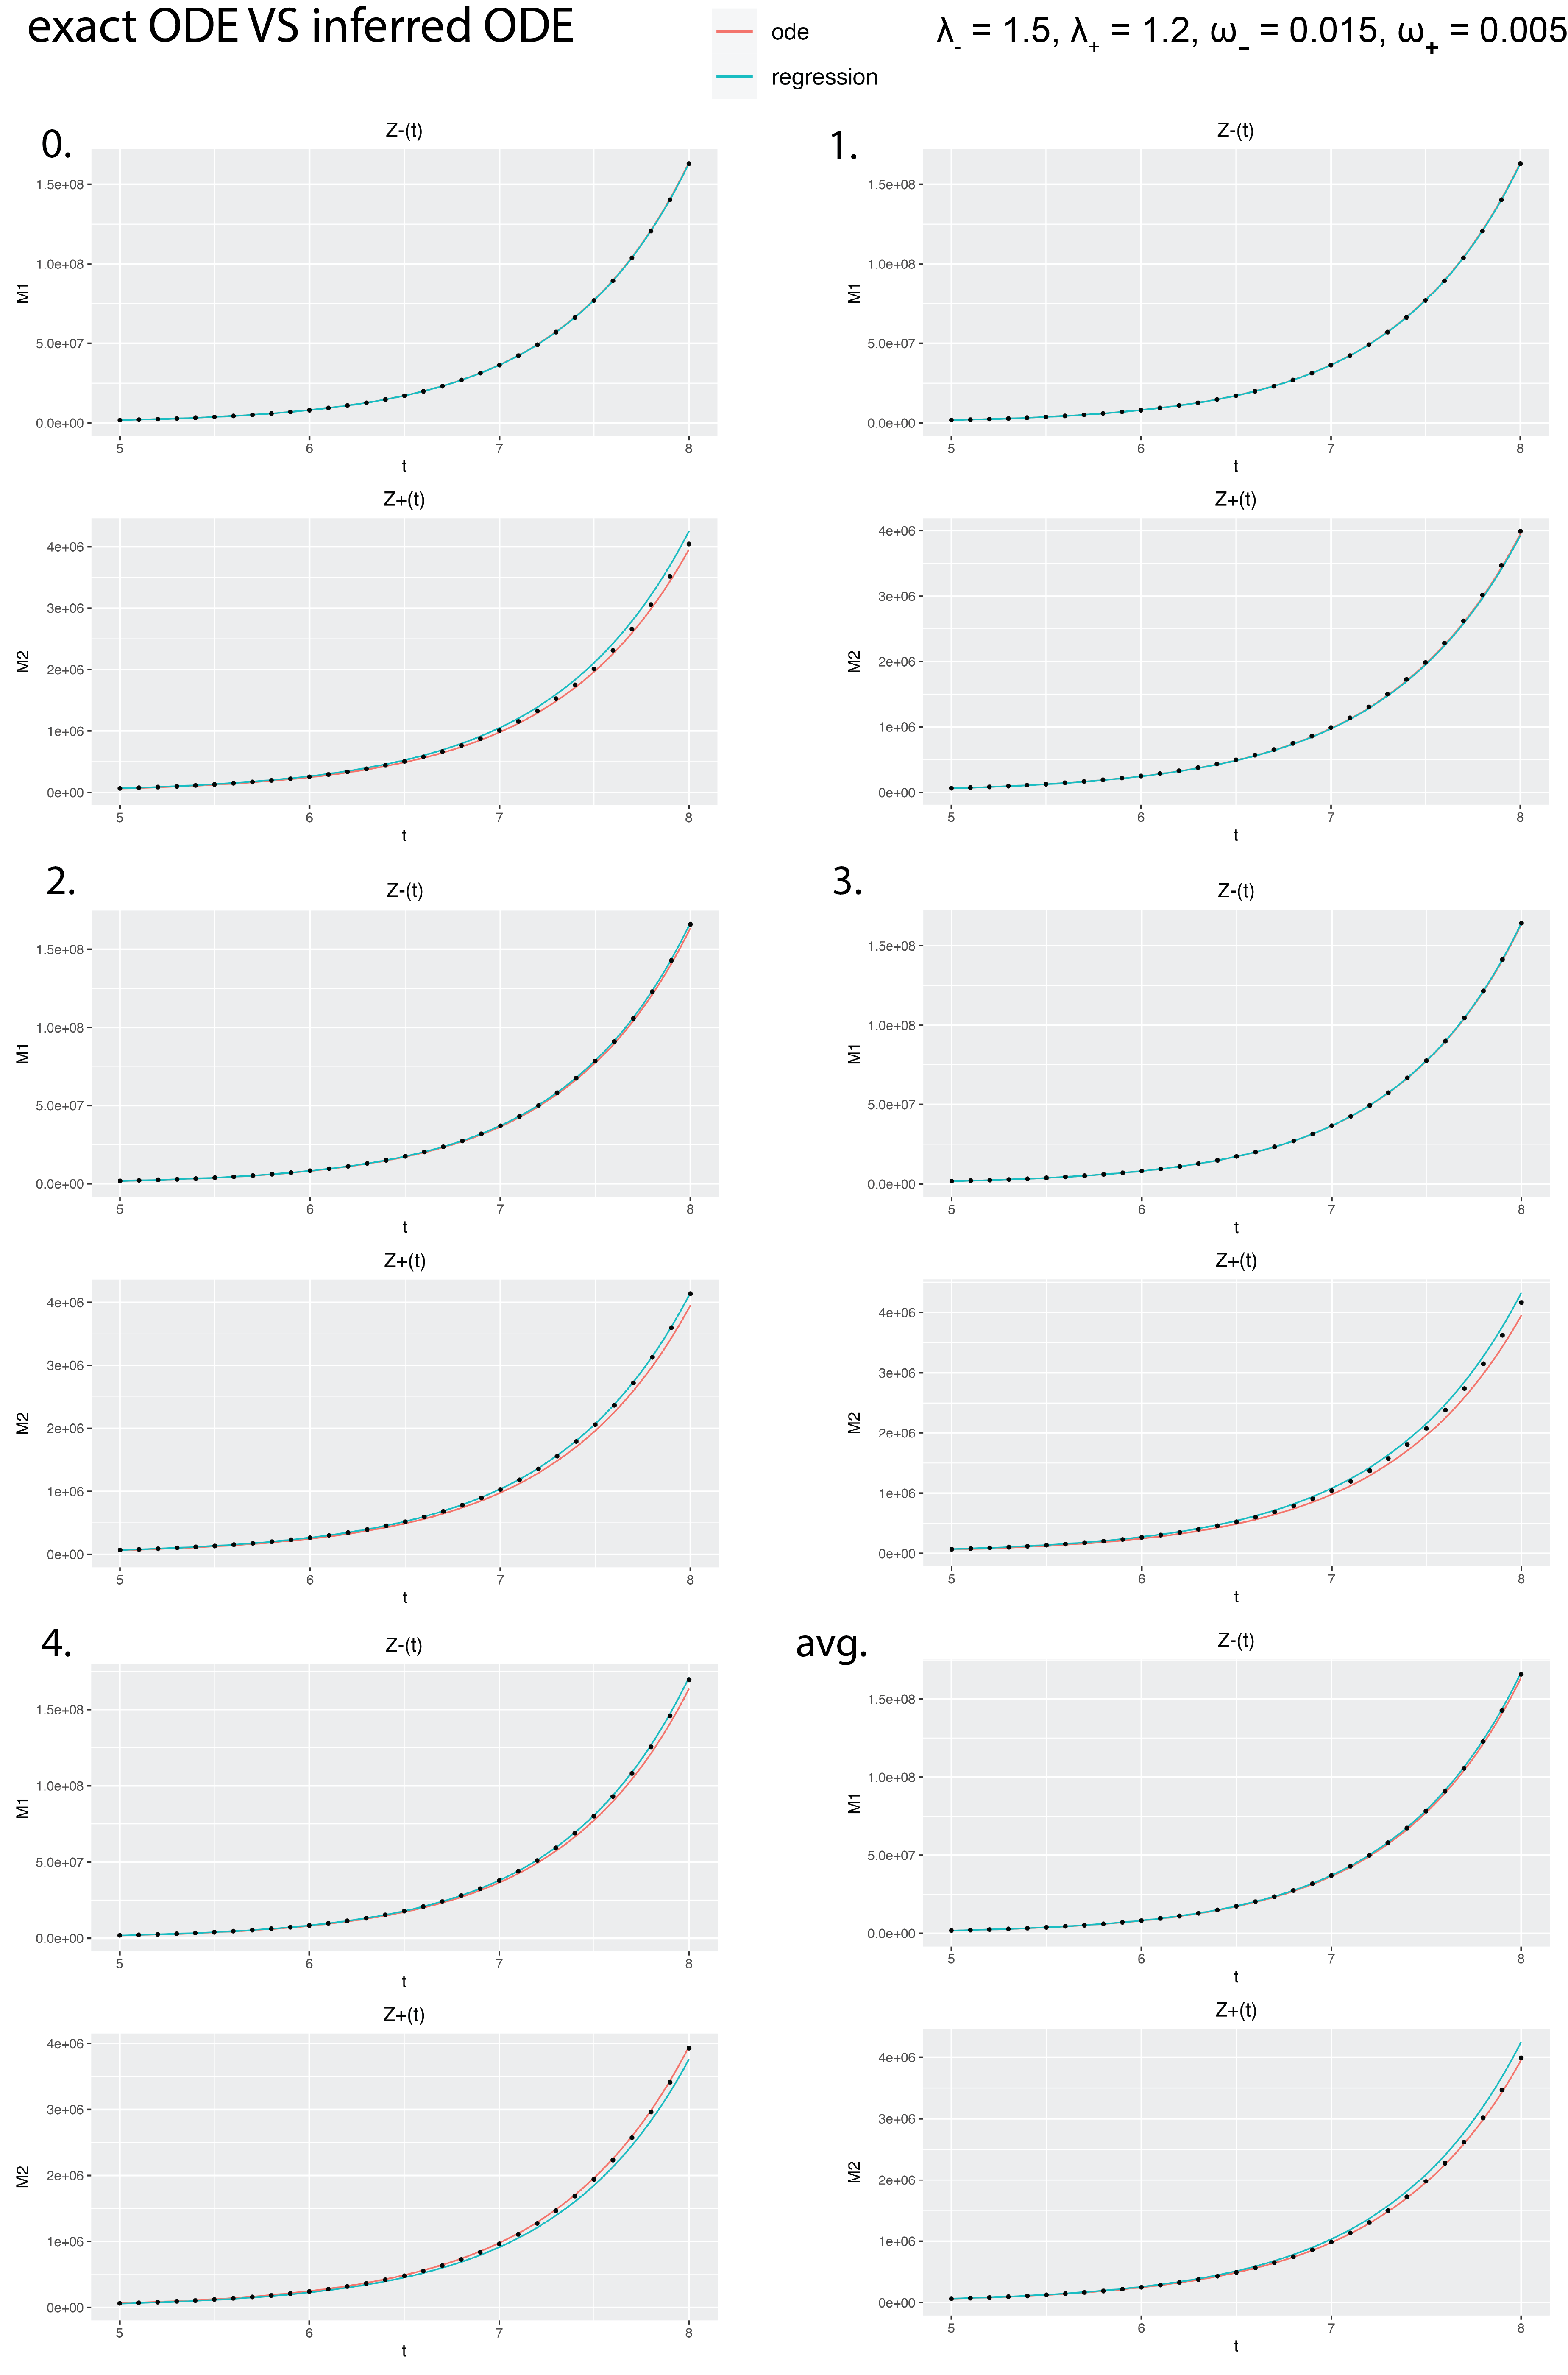 exact ODE VS inferred ODE
ode
regression
λ₋ = 1.5, λ₊ = 1.2, ω₋ = 0.015, ω₊ = 0.005
0.
Z-(t)
1.5e+08
1.0e+08
5.0e+07
0.0e+00
M1
5 6 7 8
t
Z+(t)
4e+06
3e+06
2e+06
1e+06
0e+00
M2
5 6 7 8
t
1.
Z-(t)
1.5e+08
1.0e+08
5.0e+07
0.0e+00
M1
5 6 7 8
t
Z+(t)
4e+06
3e+06
2e+06
1e+06
0e+00
M2
5 6 7 8
t
2.
Z-(t)
1.5e+08
1.0e+08
5.0e+07
0.0e+00
M1
5 6 7 8
t
Z+(t)
4e+06
3e+06
2e+06
1e+06
0e+00
M2
5 6 7 8
t
3.
Z-(t)
1.5e+08
1.0e+08
5.0e+07
0.0e+00
M1
5 6 7 8
t
Z+(t)
4e+06
3e+06
2e+06
1e+06
0e+00
M2
5 6 7 8
t
4.
Z-(t)
1.5e+08
1.0e+08
5.0e+07
0.0e+00
M1
5 6 7 8
t
Z+(t)
4e+06
3e+06
2e+06
1e+06
0e+00
M2
5 6 7 8
t
avg.
Z-(t)
1.5e+08
1.0e+08
5.0e+07
0.0e+00
M1
5 6 7 8
t
Z+(t)
4e+06
3e+06
2e+06
1e+06
0e+00
M2
5 6 7 8
t